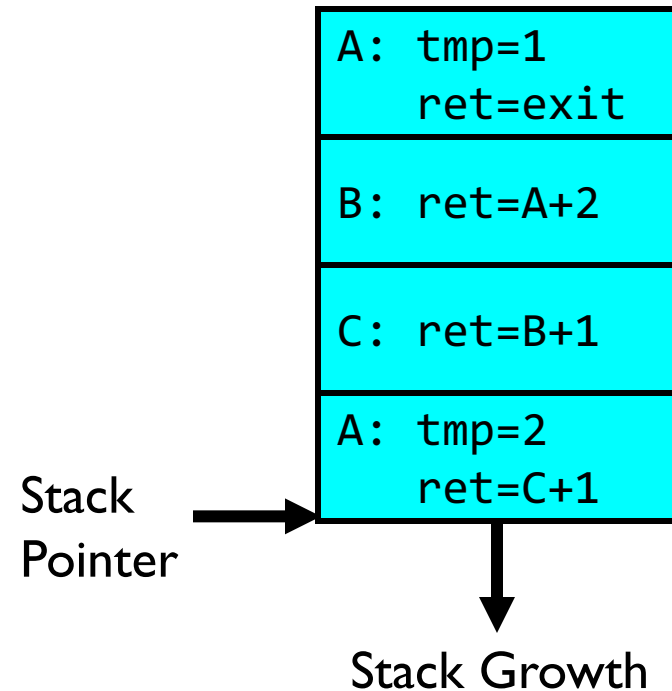 A: tmp=1
ret=exit
B: ret=A+2
C: ret=B+1
A: tmp=2
ret=C+1
Stack
Pointer
Stack Growth